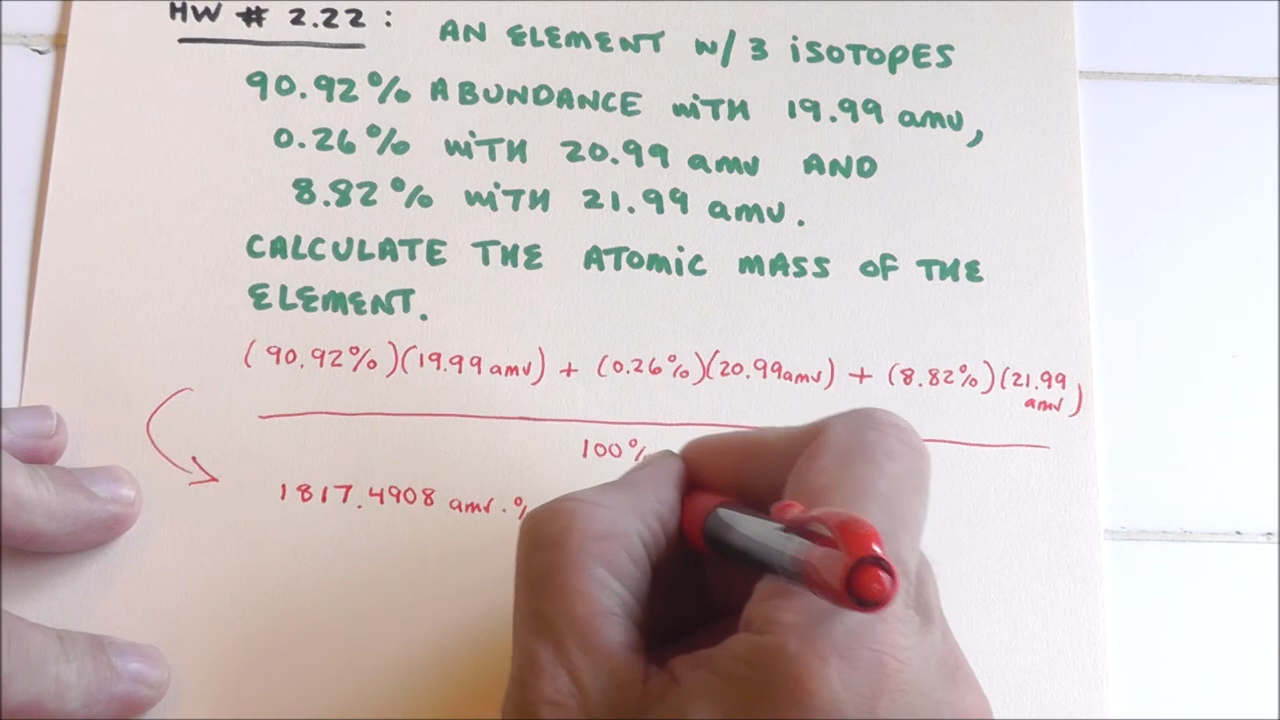 HW # 2.22 :
AN ELEMENT w/ 3 iSOTOPES
90.92% ABUNDANCE WiTH 19.99 amu,
0.26% WiTH 20.99 amu AND
8.82% WiTH 21.99 amu.
CALCULATE THE ATOMiC MASS OF THE
ELEMENT.
(90.92%)(19.99 amu) + (0.26%)(20.99 amu) + (8.82%)(21.99
amu)
100%
1817.4908 amu·%